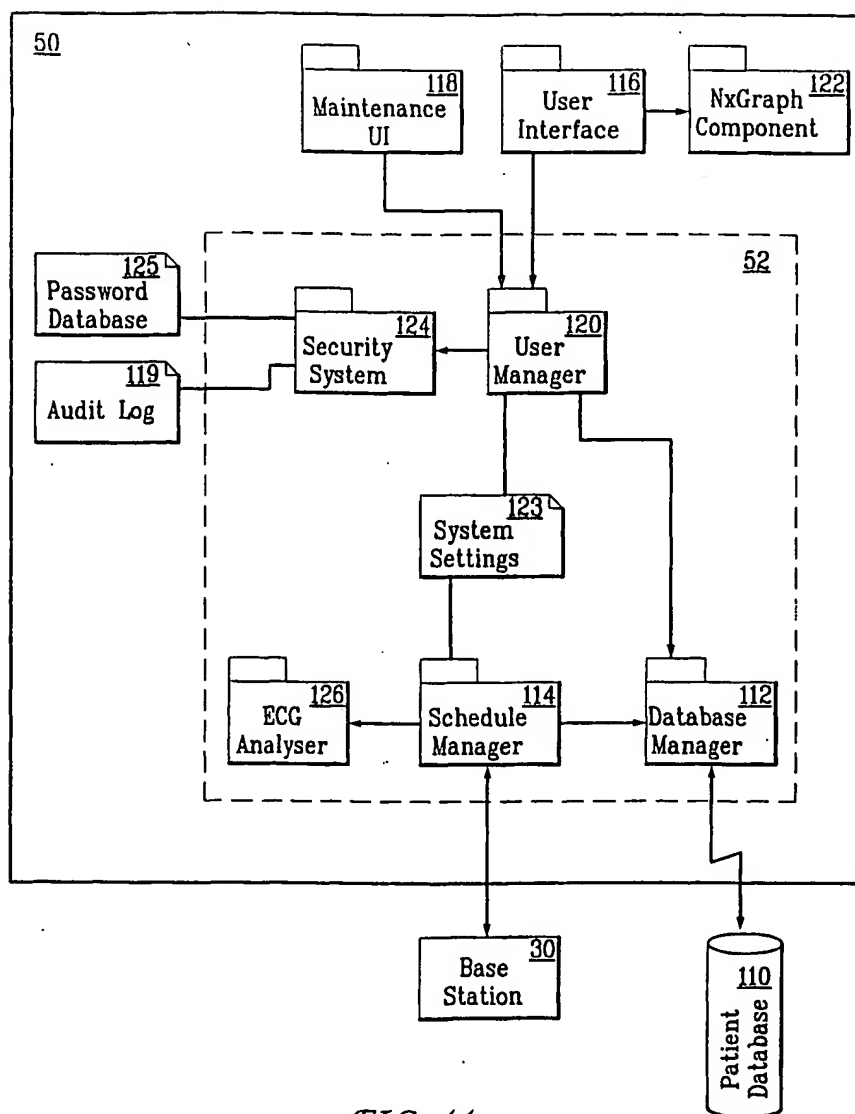 50
118
Maintenance
UI
116
User
Interface
122
NxGraph
Component
52
125
Password
Database
124
Security
System
120
User
Manager
119
Audit Log
123
System
Settings
126
ECG
Analyser
114
Schedule
Manager
112
Database
Manager
30
Base
Station
110
Patient
Database